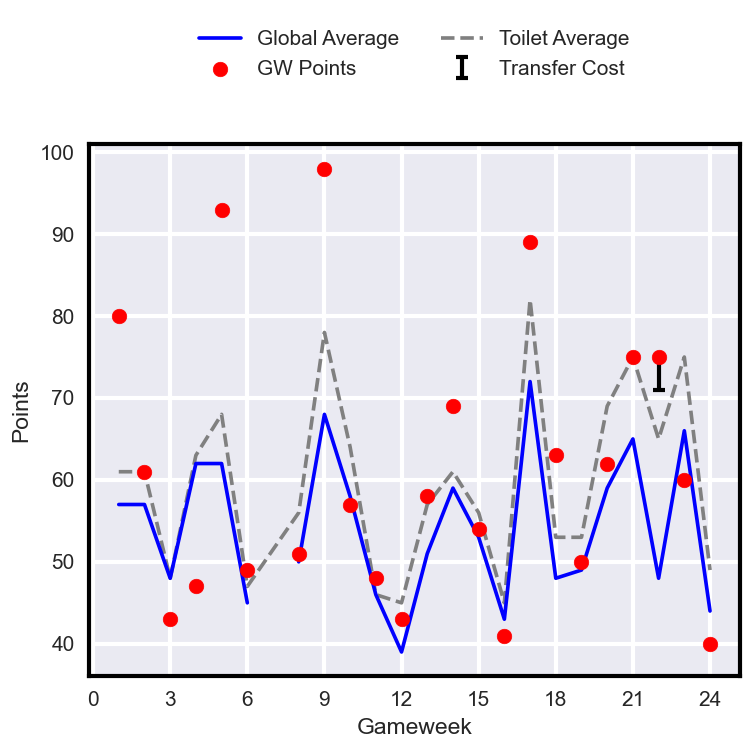 Global Average
GW Points
Toilet Average
Transfer Cost
100
90
80
70
60
50
40
Points
0 3 6 9 12 15 18 21 24
Gameweek